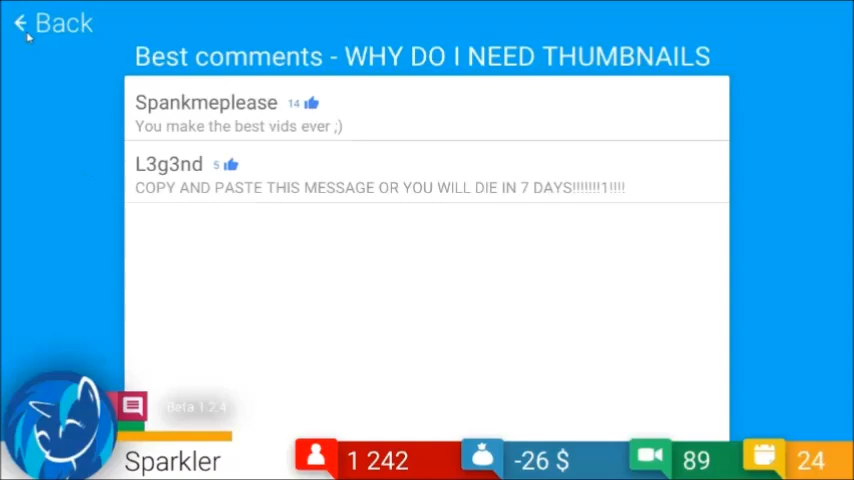 Back
Best comments - WHY DO I NEED THUMBNAILS
Spankmeplease 14
You make the best vids ever ;)
L3g3nd 5
COPY AND PASTE THIS MESSAGE OR YOU WILL DIE IN 7 DAYS!!!!!!!1!!!!
Beta 1.2.4
Sparkler 1 242 -26 $ 89 24